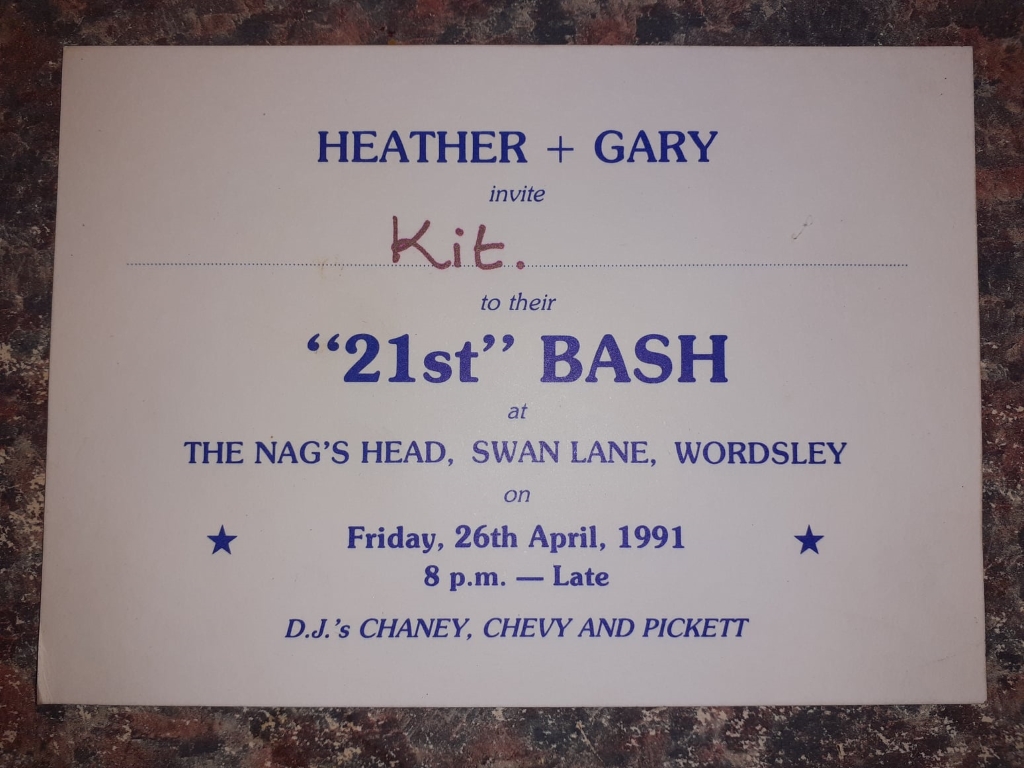 HEATHER + GARY
invite
Kit.
to their
“21st” BASH
at
THE NAG’S HEAD, SWAN LANE, WORDSLEY
on
★ Friday, 26th April, 1991 ★
8 p.m. — Late
D.J.’s CHANEY, CHEVY AND PICKETT